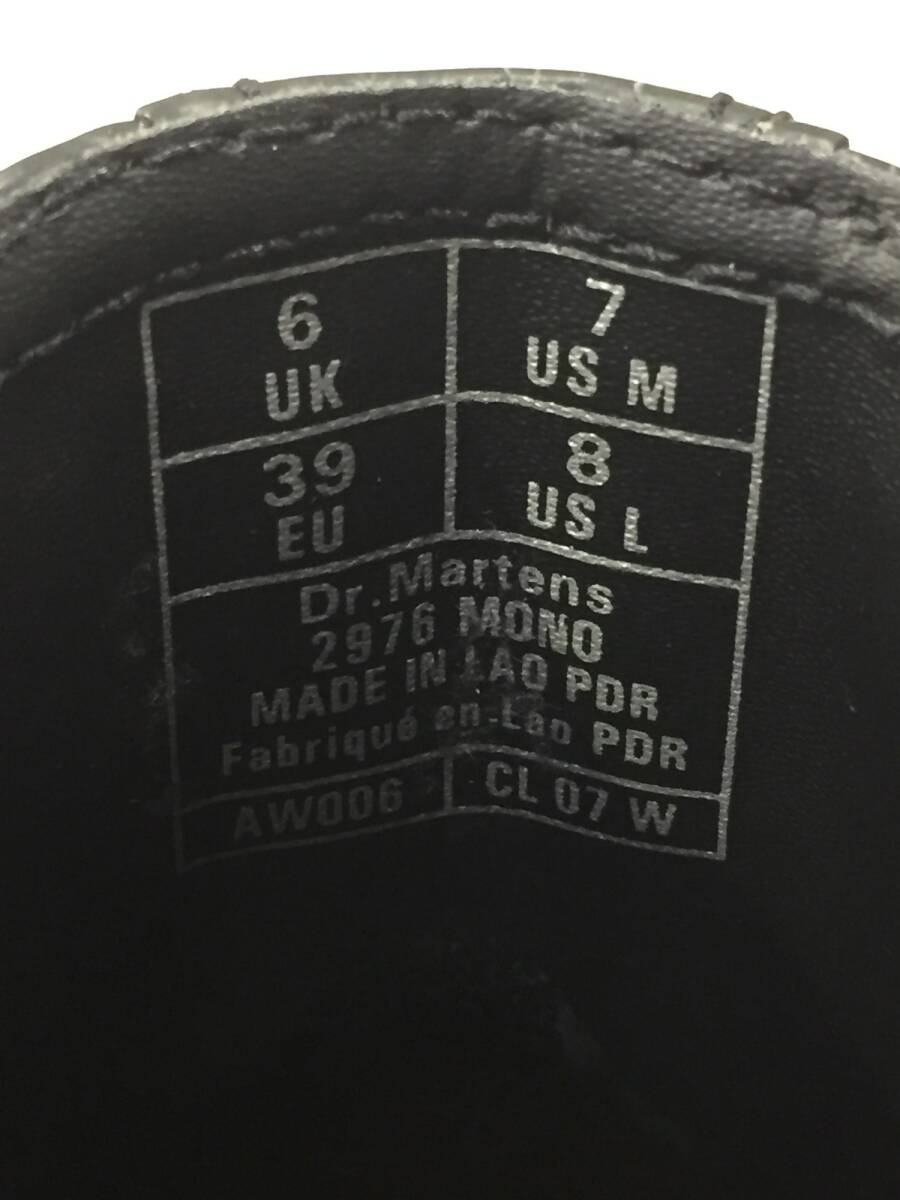 6
UK
7
US M
39
EU
8
US L
Dr. Martens
2976 MONO
MADE IN LAO PDR
Fabriqué en Lao PDR
AW006
CL 07 W